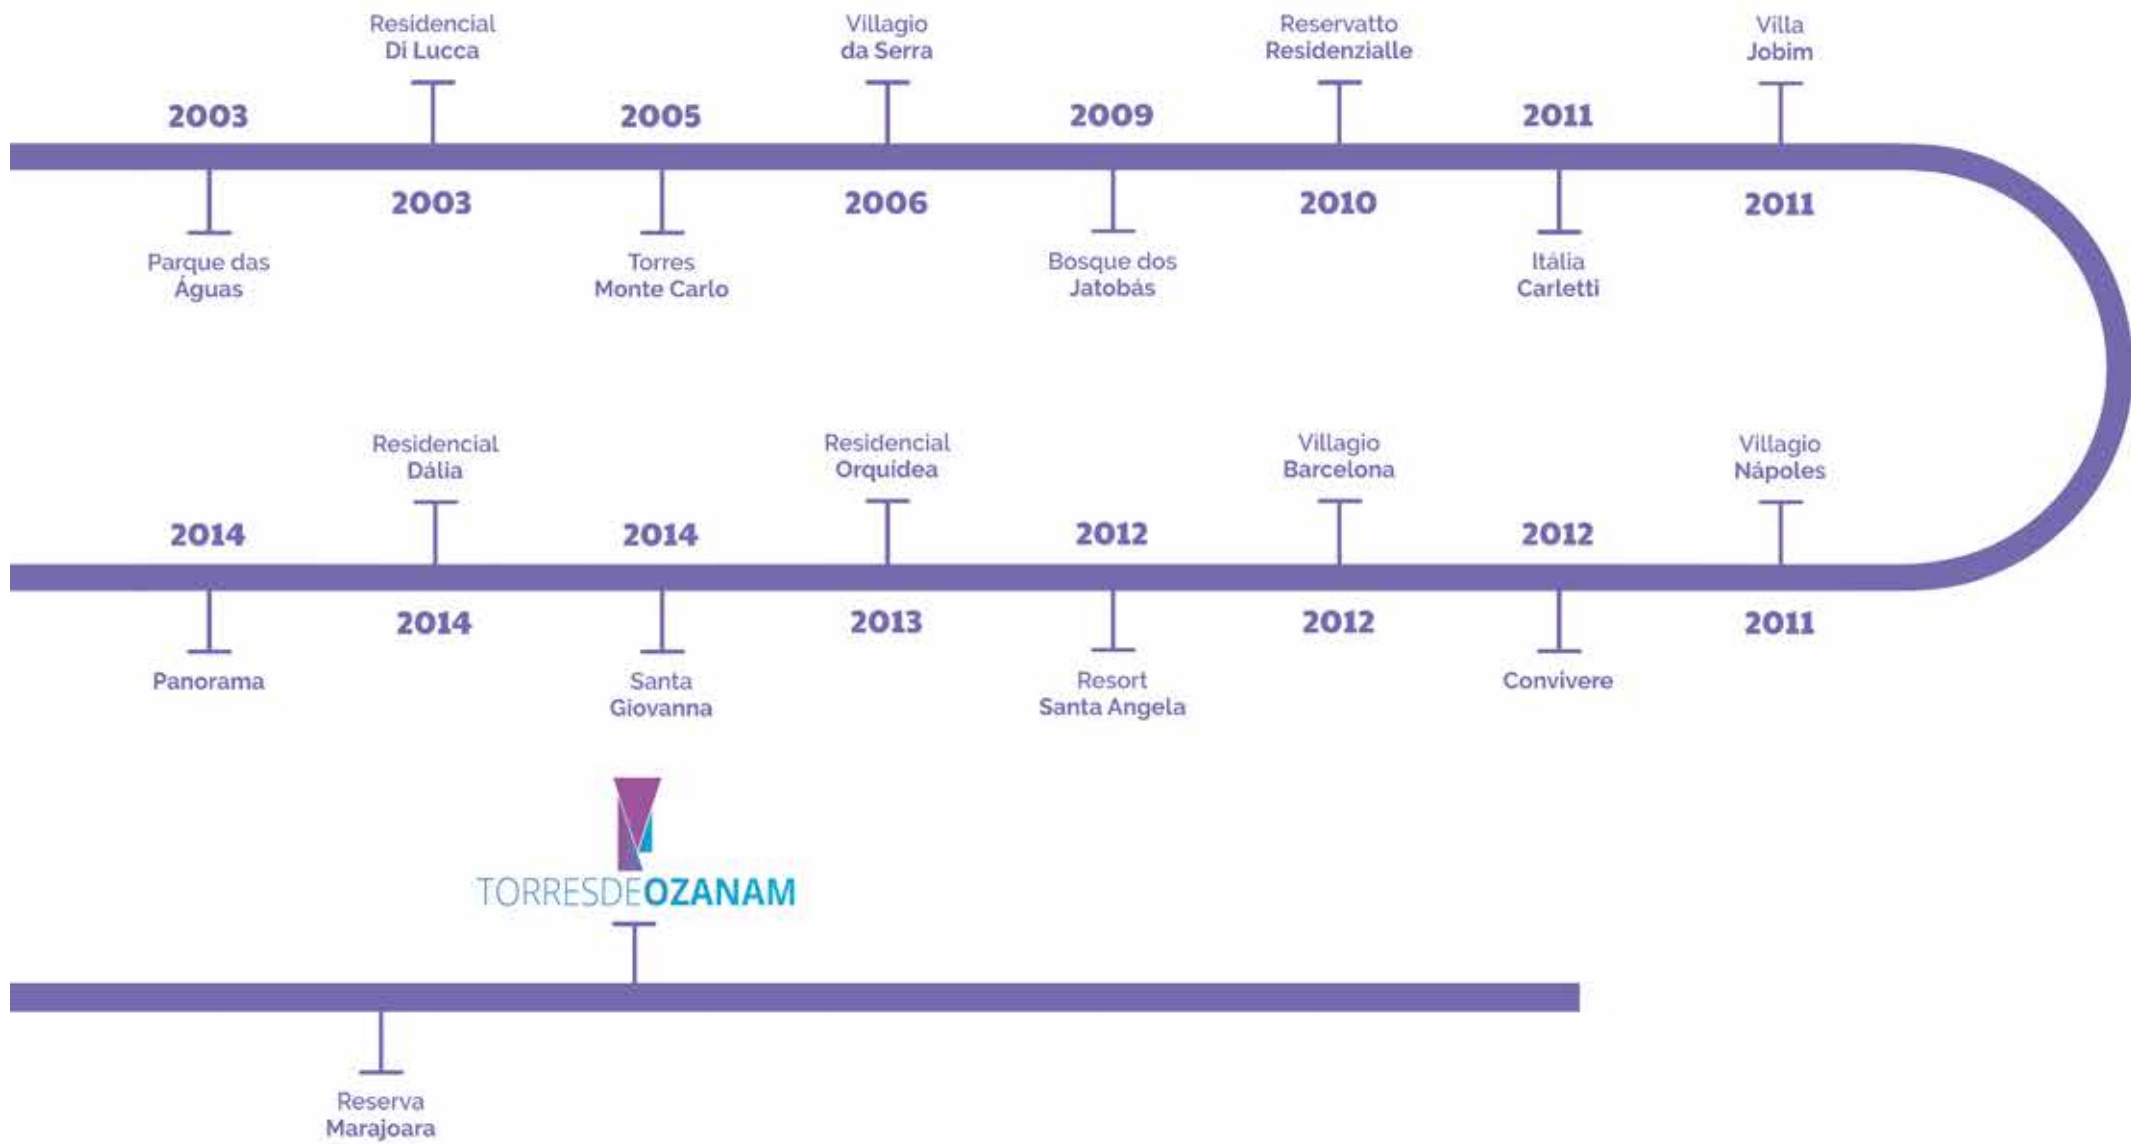 Residencial
Di Lucca
Villagio
da Serra
Reservatto
Residenzialle
Villa
Jobim
2003
2005
2009
2011
2003
2006
2010
2011
Parque das
Águas
Torres
Monte Carlo
Bosque dos
Jatobás
Itália
Carletti
Residencial
Dália
Residencial
Orquídea
Villagio
Barcelona
Villagio
Nápoles
2014
2014
2012
2012
2014
2013
2012
2011
Panorama
Santa
Giovanna
Resort
Santa Angela
Convivere
TORRESDEOZANAM
Reserva
Marajoara